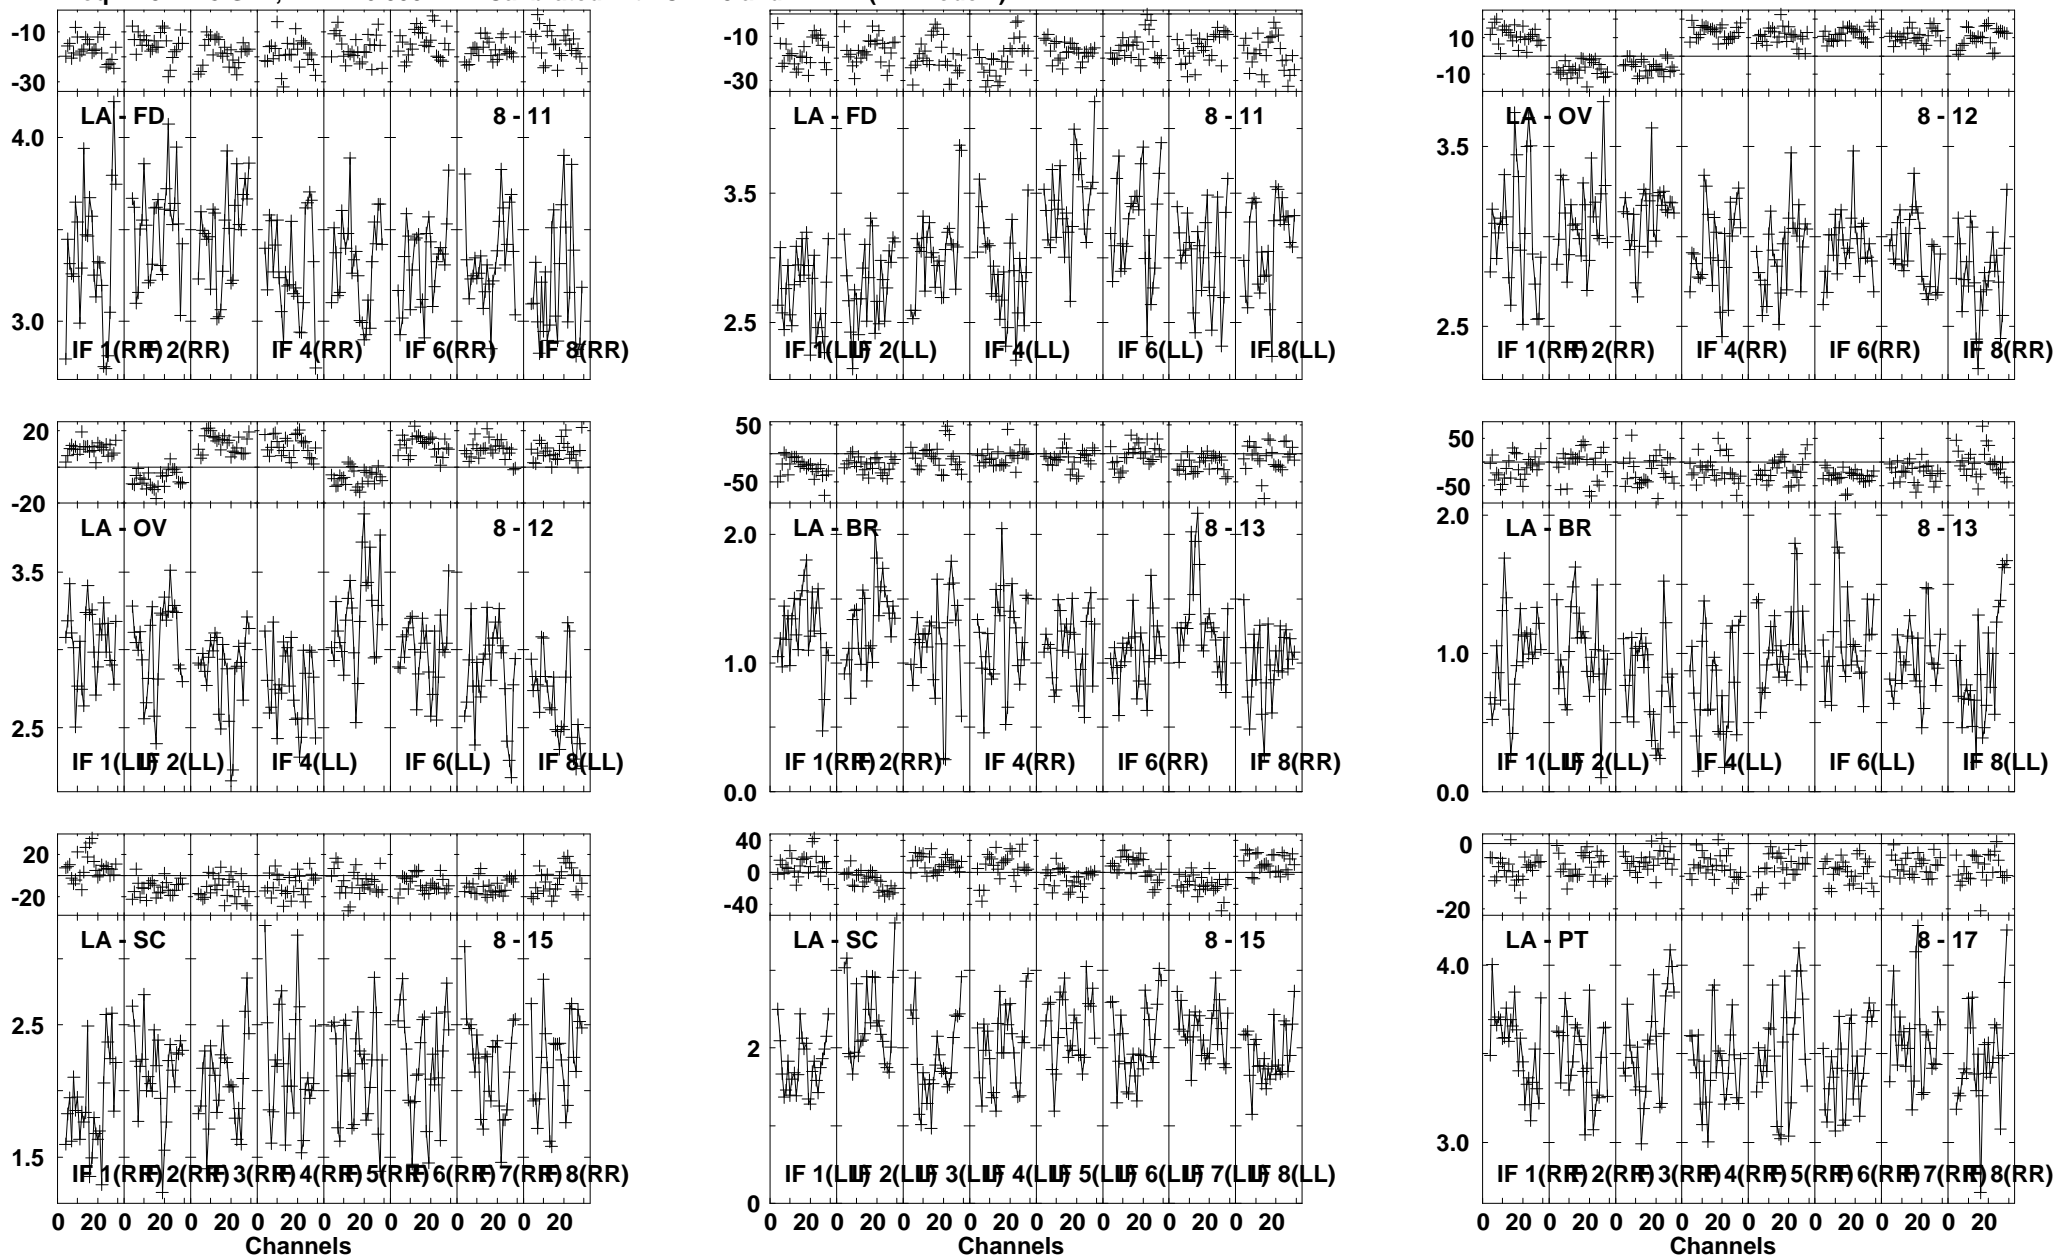 -10
-30
LA - FD 8 - 11
4.0
3.0
IF 1(RR) IF 2(RR) IF 4(RR) IF 6(RR) IF 8(RR)
-10
-30
LA - FD 8 - 11
3.5
2.5
IF 1(LL) IF 2(LL) IF 4(LL) IF 6(LL) IF 8(LL)
10
-10
LA - OV 8 - 12
3.5
2.5
IF 1(RR) IF 2(RR) IF 4(RR) IF 6(RR) IF 8(RR)
20
-20
LA - OV 8 - 12
3.5
2.5
IF 1(LL) IF 2(LL) IF 4(LL) IF 6(LL) IF 8(LL)
50
-50
LA - BR 8 - 13
2.0
1.0
IF 1(RR) IF 2(RR) IF 4(RR) IF 6(RR) IF 8(RR)
0.0
50
-50
2.0
LA - BR 8 - 13
1.0
IF 1(LL) IF 2(LL) IF 4(LL) IF 6(LL) IF 8(LL)
0.0
20
-20
LA - SC 8 - 15
2.5
1.5
IF 1(RR) IF 2(RR) IF 3(RR) IF 4(RR) IF 5(RR) IF 6(RR) IF 7(RR) IF 8(RR)
0 20 0 20 0 20 0 20 0 20 0 20 0 20 0 20
Channels
40
0
-40
LA - SC 8 - 15
2
IF 1(LL) IF 2(LL) IF 3(LL) IF 4(LL) IF 5(LL) IF 6(LL) IF 7(LL) IF 8(LL)
0
0 20 0 20 0 20 0 20 0 20 0 20 0 20 0 20
Channels
0
-20
LA - PT 8 - 17
4.0
3.0
IF 1(RR) IF 2(RR) IF 3(RR) IF 4(RR) IF 5(RR) IF 6(RR) IF 7(RR) IF 8(RR)
0 20 0 20 0 20 0 20 0 20 0 20 0 20 0 20
Channels